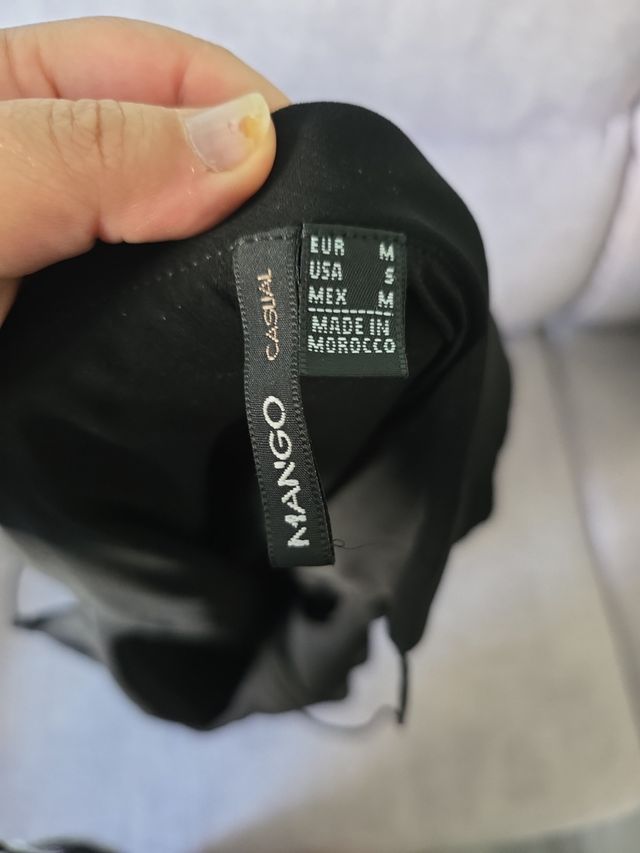 MANGO CASUAL
EUR M
USA S
MEX M
MADE IN
MOROCCO